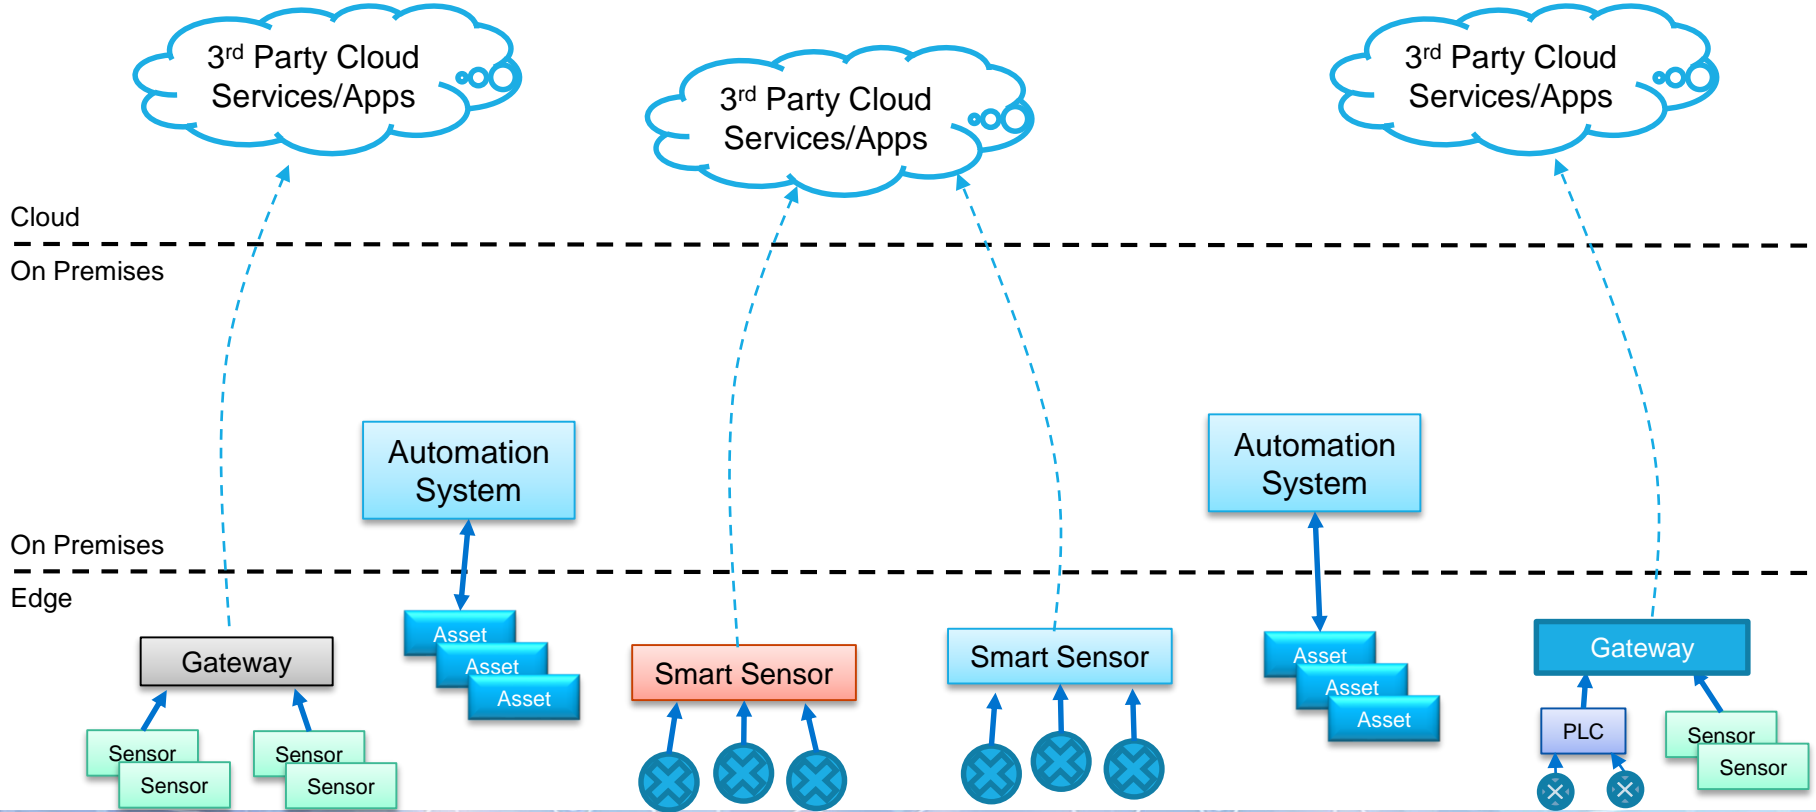 3rd Party Cloud
Services/Apps
3rd Party Cloud
Services/Apps
3rd Party Cloud
Services/Apps
Cloud
On Premises
Automation
System
Automation
System
On Premises
Edge
Asset
Asset
Asset
Gateway
Smart Sensor
Smart Sensor
Asset
Asset
Asset
Gateway
Sensor
Sensor
Sensor
Sensor
PLC
Sensor
Sensor